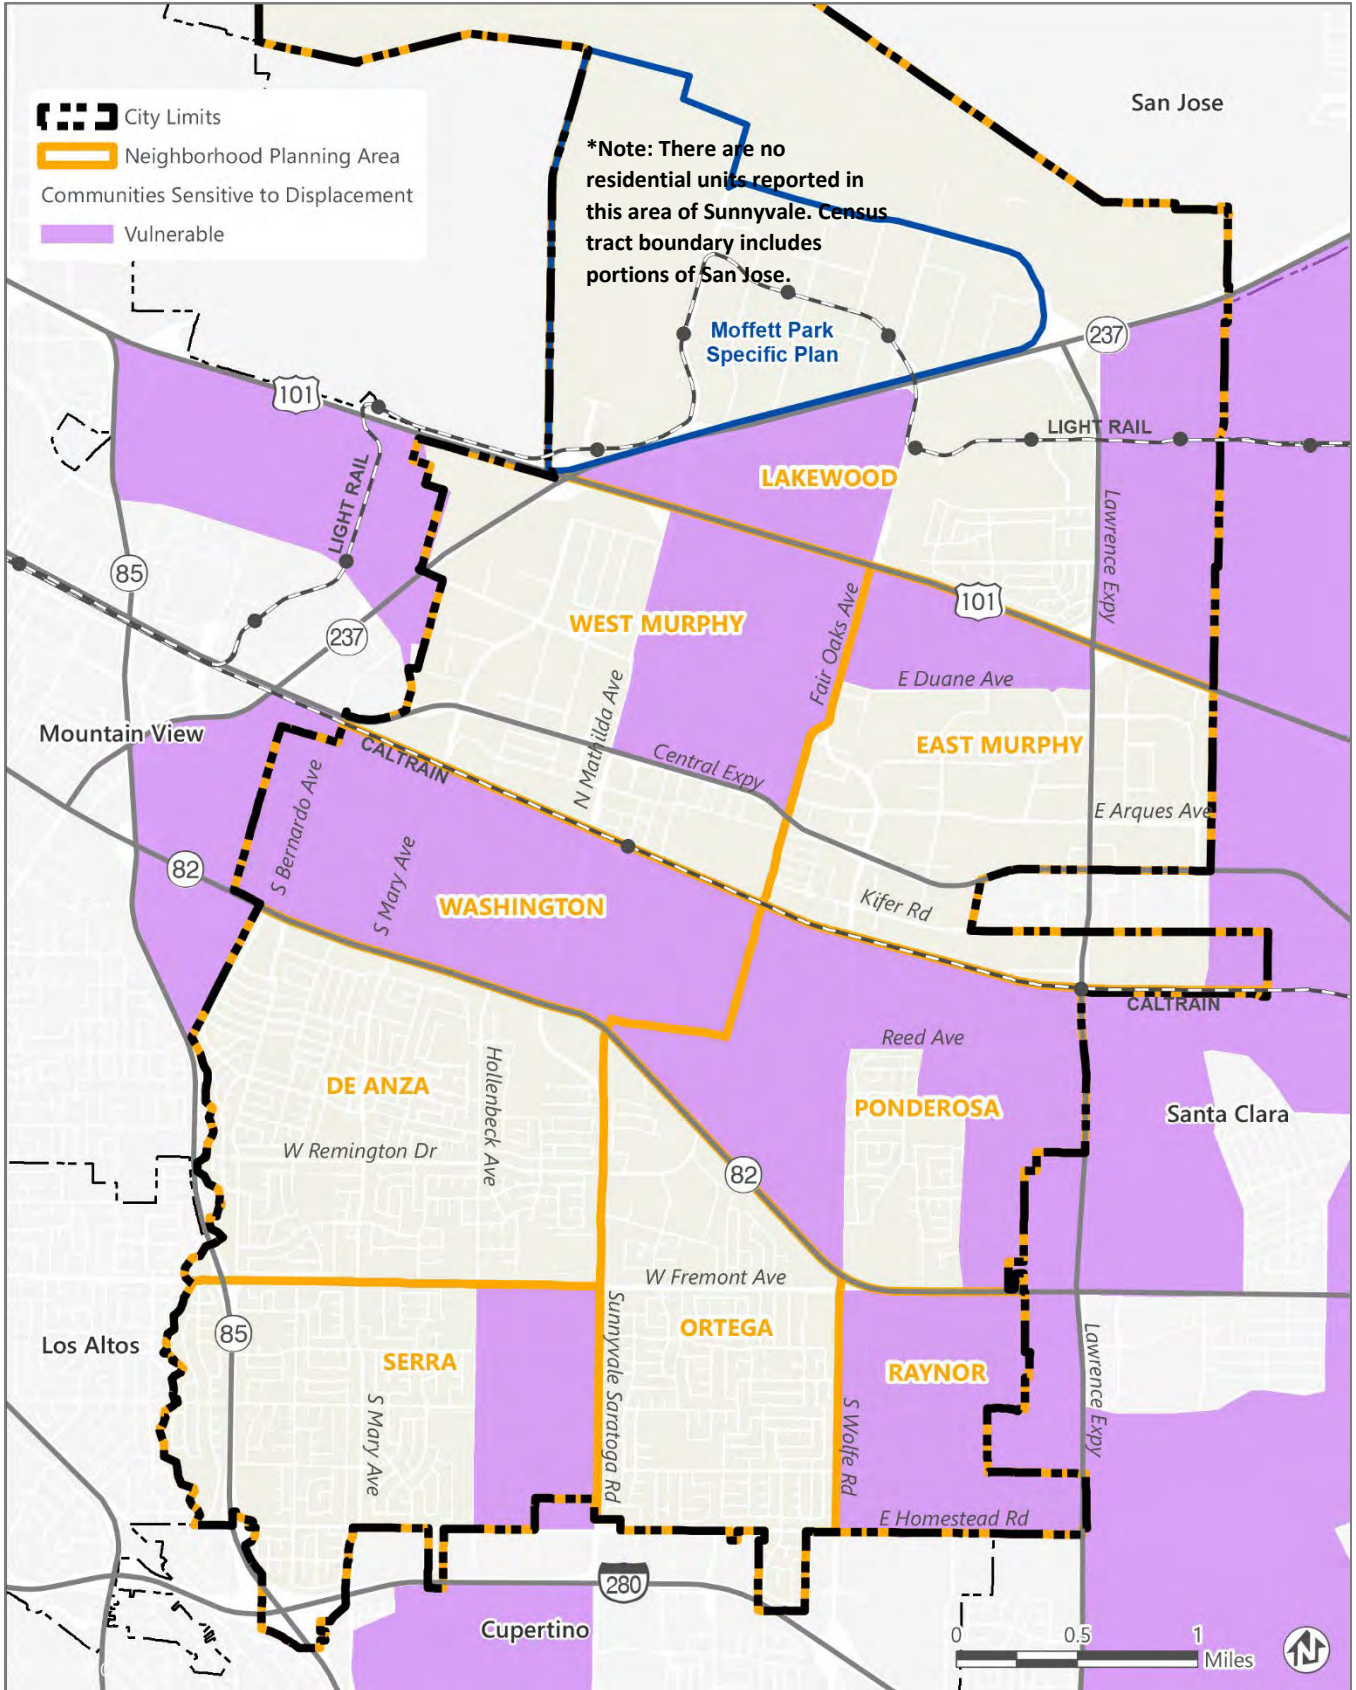 City Limits
Neighborhood Planning Area
Communities Sensitive to Displacement
Vulnerable
San Jose
*Note: There are no
residential units reported in
this area of Sunnyvale. Census
tract boundary includes
portions of San Jose.
Moffett Park
Specific Plan
237
101
LIGHT RAIL
LAKEWOOD
LIGHT RAIL
Lawrence Expy
85
237
WEST MURPHY
101
Fair Oaks Ave
E Duane Ave
Mountain View
CALTRAIN
N Mathilda Ave
Central Expy
EAST MURPHY
S Bernardo Ave
E Arques Ave
82
S Mary Ave
WASHINGTON
Kifer Rd
CALTRAIN
Reed Ave
DE ANZA
Hollenbeck Ave
PONDEROSA
Santa Clara
W Remington Dr
82
W Fremont Ave
Los Altos
85
SERRA
Sunnyvale Saratoga Rd
ORTEGA
RAYNOR
Lawrence Expy
S Mary Ave
S Wolfe Rd
E Homestead Rd
280
Cupertino
0 0.5 1
Miles
N